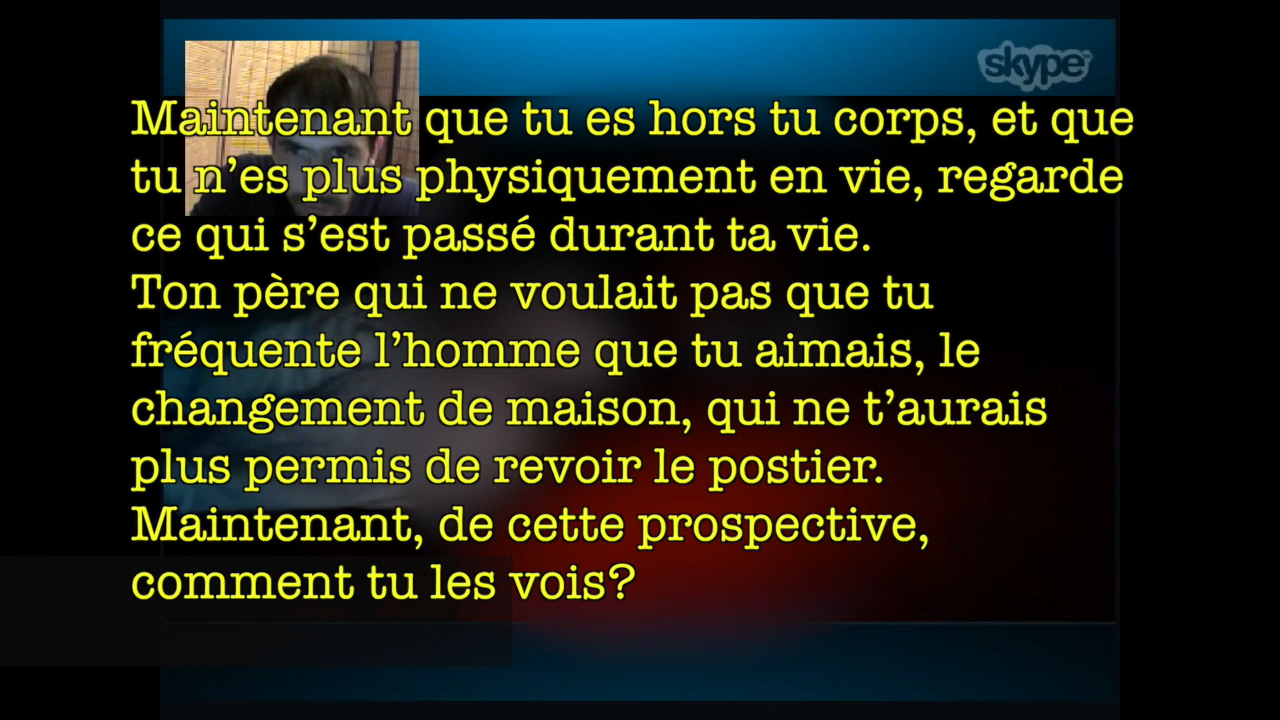 skype
Maintenant que tu es hors tu corps, et que
tu n'es plus physiquement en vie, regarde
ce qui s'est passé durant ta vie.
Ton père qui ne voulait pas que tu
fréquente l'homme que tu aimais, le
changement de maison, qui ne t'aurais
plus permis de revoir le postier.
Maintenant, de cette prospective,
comment tu les vois?